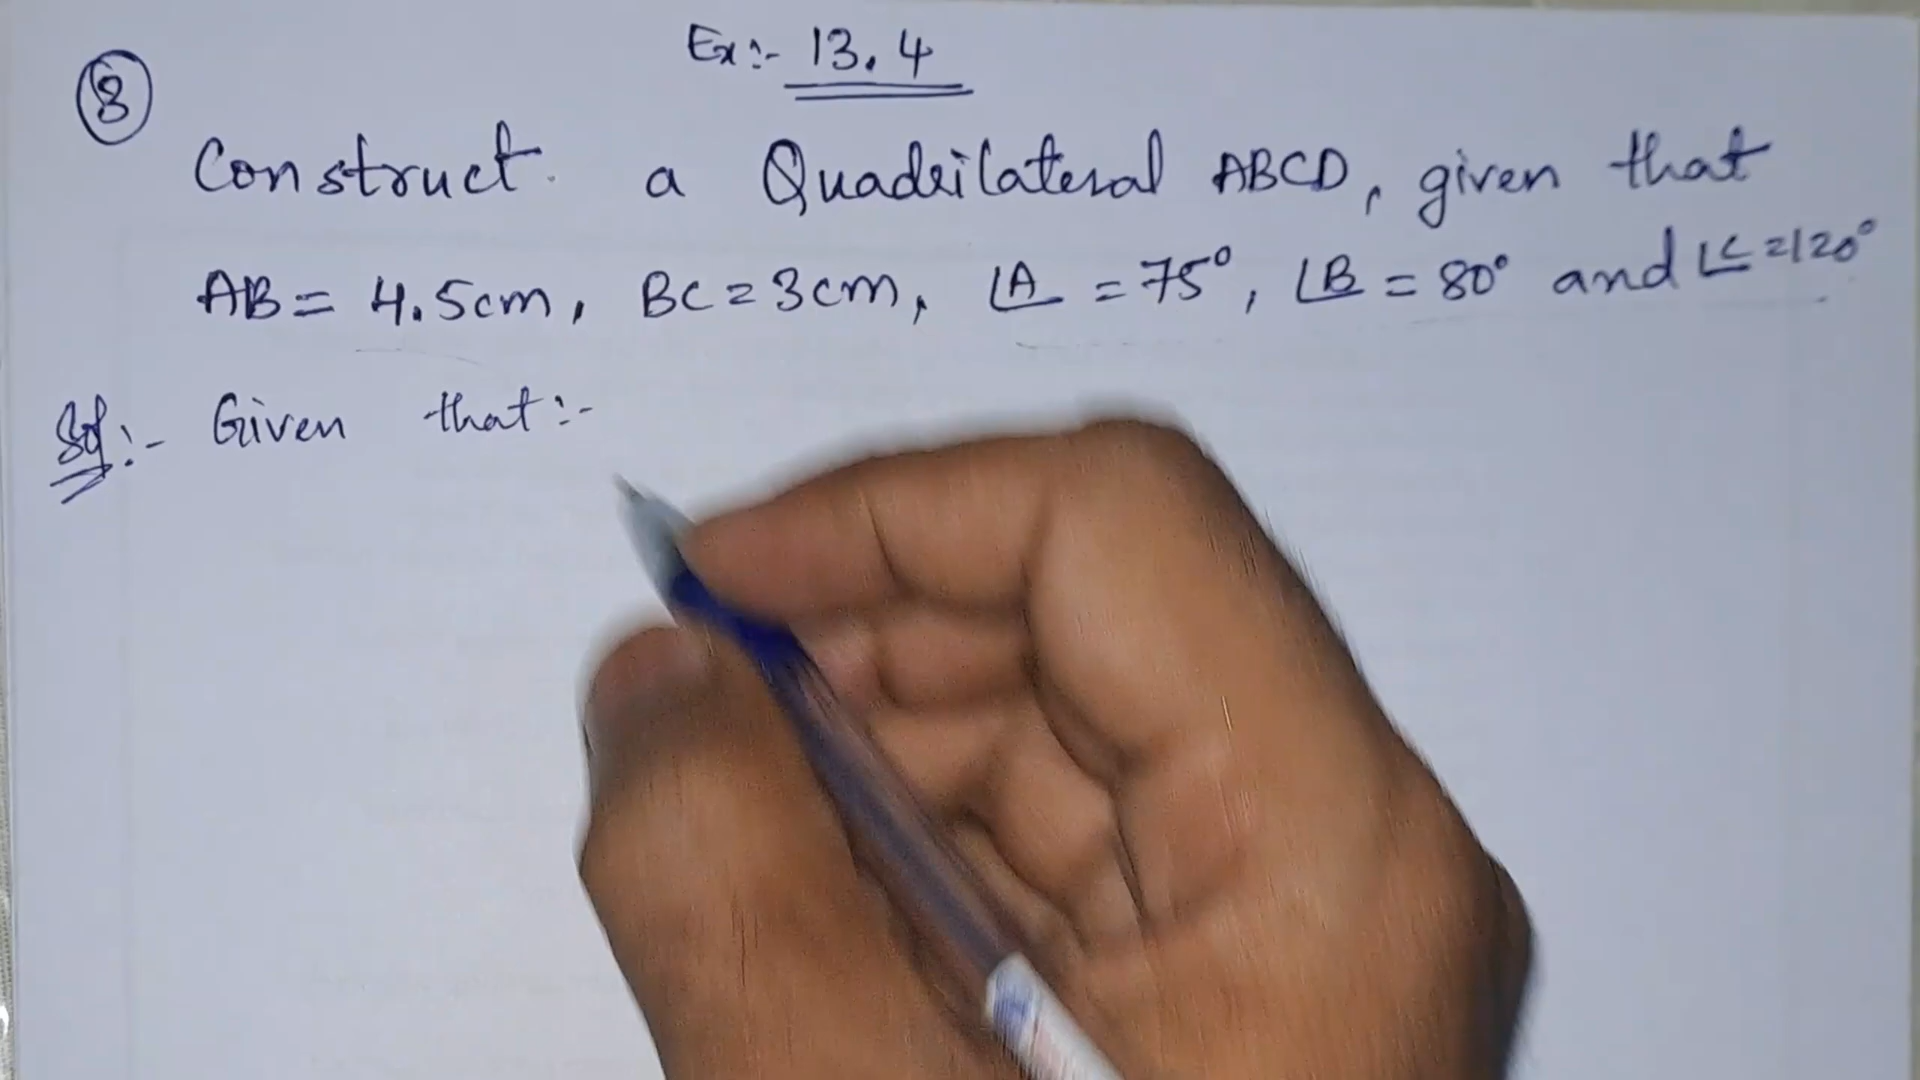 Ex:- 13.4
8
Construct a Quadrilateral ABCD, given that
AB = 4.5cm, BC = 3cm, ∠A = 75°, ∠B = 80° and ∠C = 120°
Sol:- Given that:-